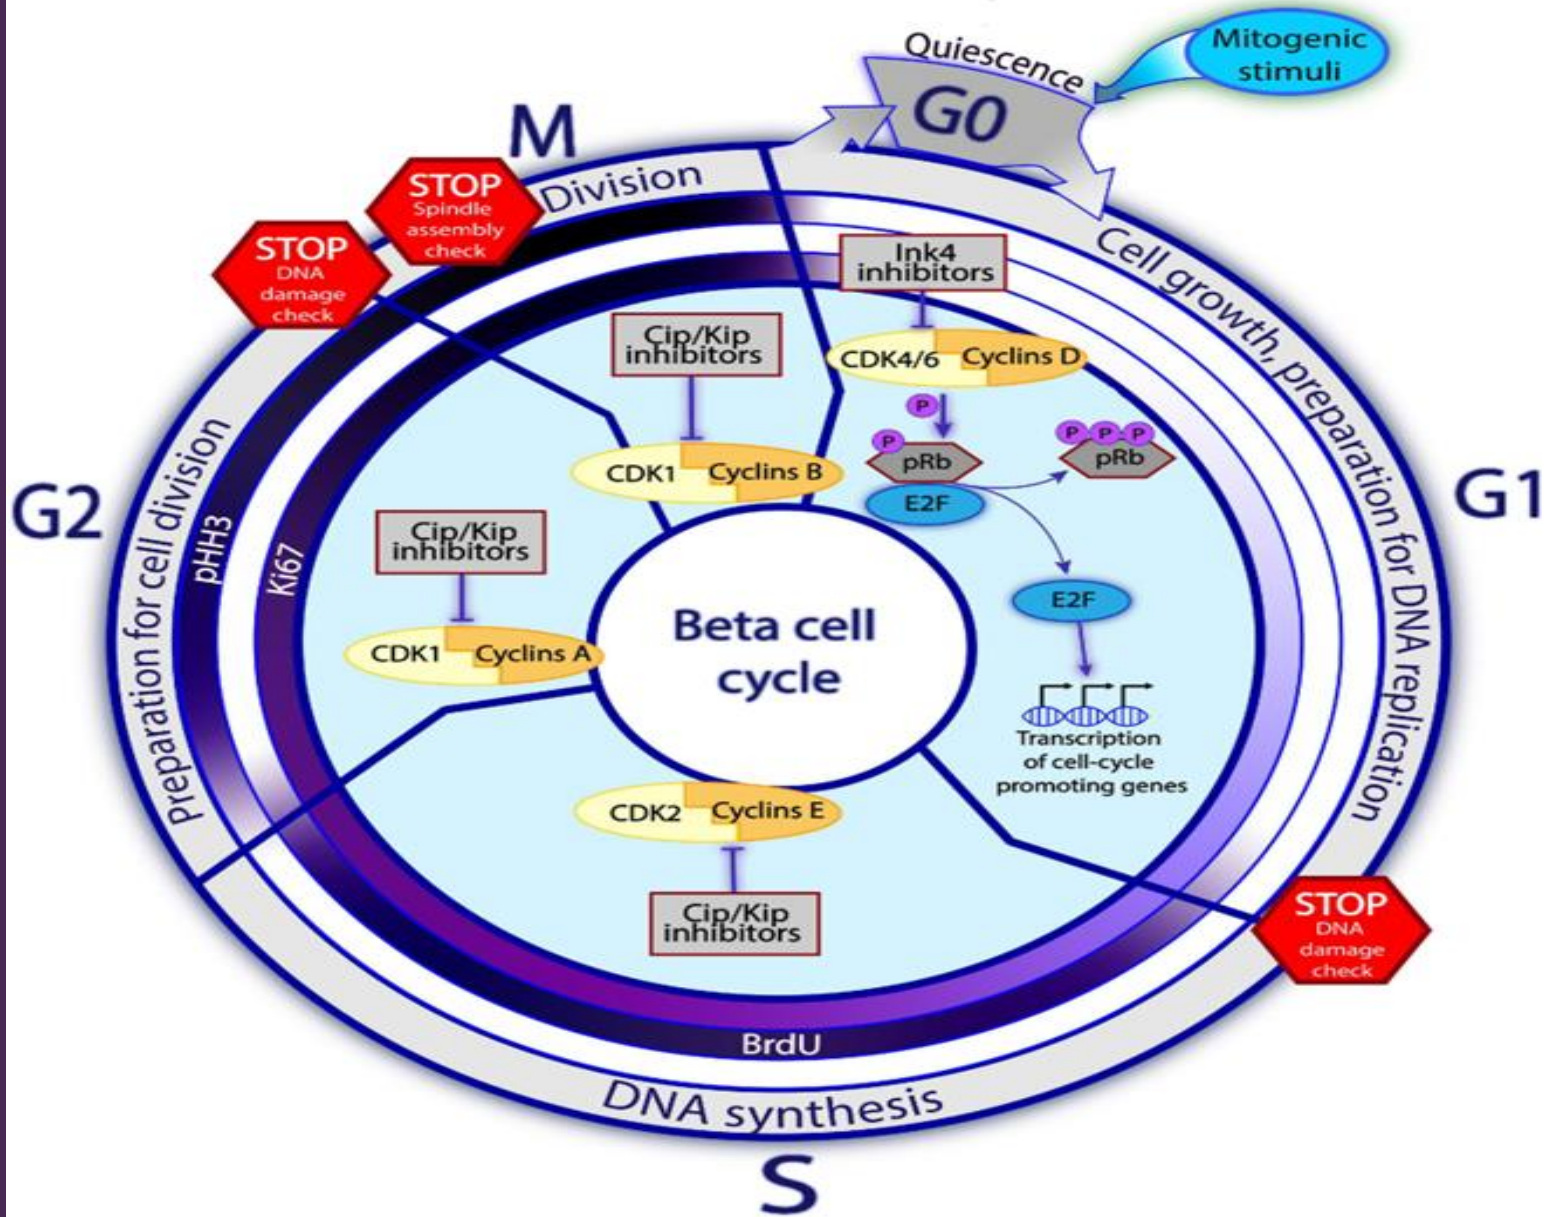 Quiescence
G0
Mitogenic
stimuli
M
Division
STOP
Spindle
assembly
check
STOP
DNA
damage
check
Ink4
inhibitors
CDK4/6 Cyclins D
P
P
pRb
E2F
P P P
pRb
E2F
Transcription
of cell-cycle
promoting genes
Cell growth, preparation for DNA replication
G1
STOP
DNA
damage
check
Cip/Kip
inhibitors
CDK1 Cyclins B
Cip/Kip
inhibitors
CDK1 Cyclins A
G2
Preparation for cell division
pHH3
Ki67
Beta cell
cycle
CDK2 Cyclins E
Cip/Kip
inhibitors
BrdU
DNA synthesis
S